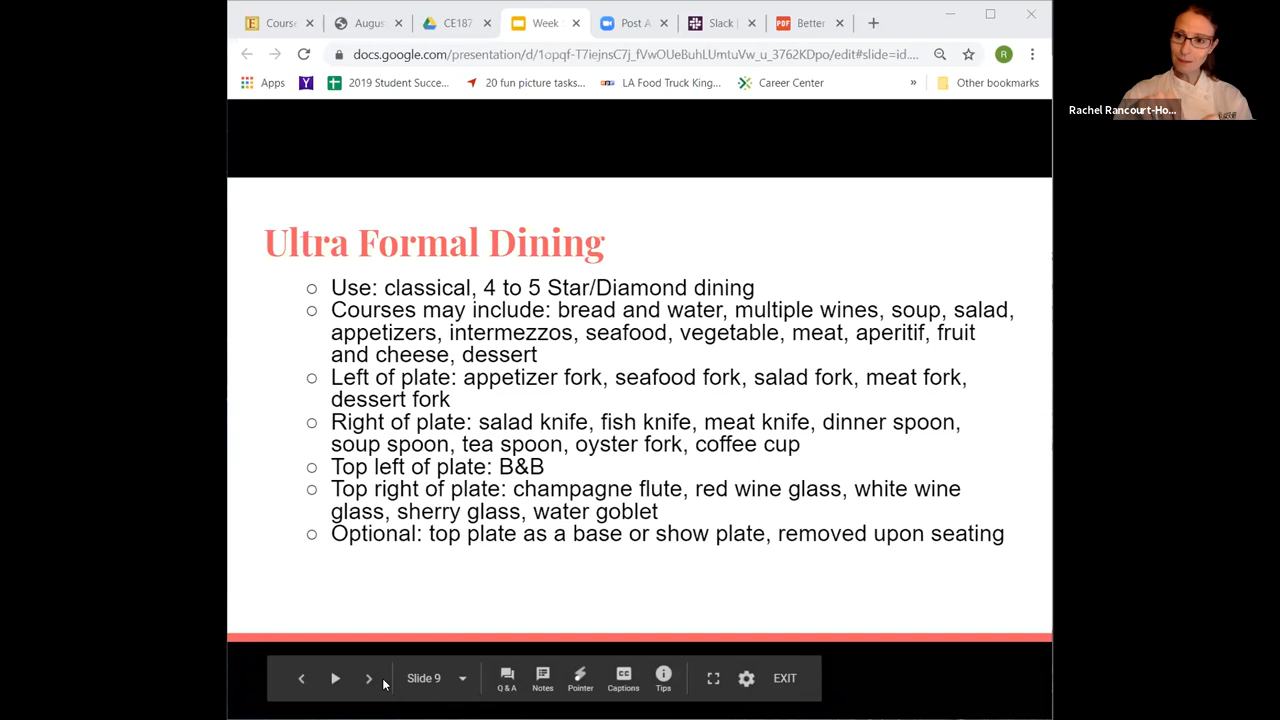 Course
Augus
CE187
Week
Post A
Slack
PDF
Better
docs.google.com/presentation/d/1opqf-T7iejnsC7j_fVwOUeBuhLUmtuVw_u_3762KDpo/edit#slide=id....
R
Apps
2019 Student Succe...
20 fun picture tasks...
LA Food Truck King...
Career Center
»
Other bookmarks
Rachel Rancourt-Ho...
Ultra Formal Dining
○ Use: classical, 4 to 5 Star/Diamond dining
○ Courses may include: bread and water, multiple wines, soup, salad,
appetizers, intermezzos, seafood, vegetable, meat, aperitif, fruit
and cheese, dessert
○ Left of plate: appetizer fork, seafood fork, salad fork, meat fork,
dessert fork
○ Right of plate: salad knife, fish knife, meat knife, dinner spoon,
soup spoon, tea spoon, oyster fork, coffee cup
○ Top left of plate: B&B
○ Top right of plate: champagne flute, red wine glass, white wine
glass, sherry glass, water goblet
○ Optional: top plate as a base or show plate, removed upon seating
Slide 9
Q & A
Notes
Pointer
Captions
Tips
EXIT